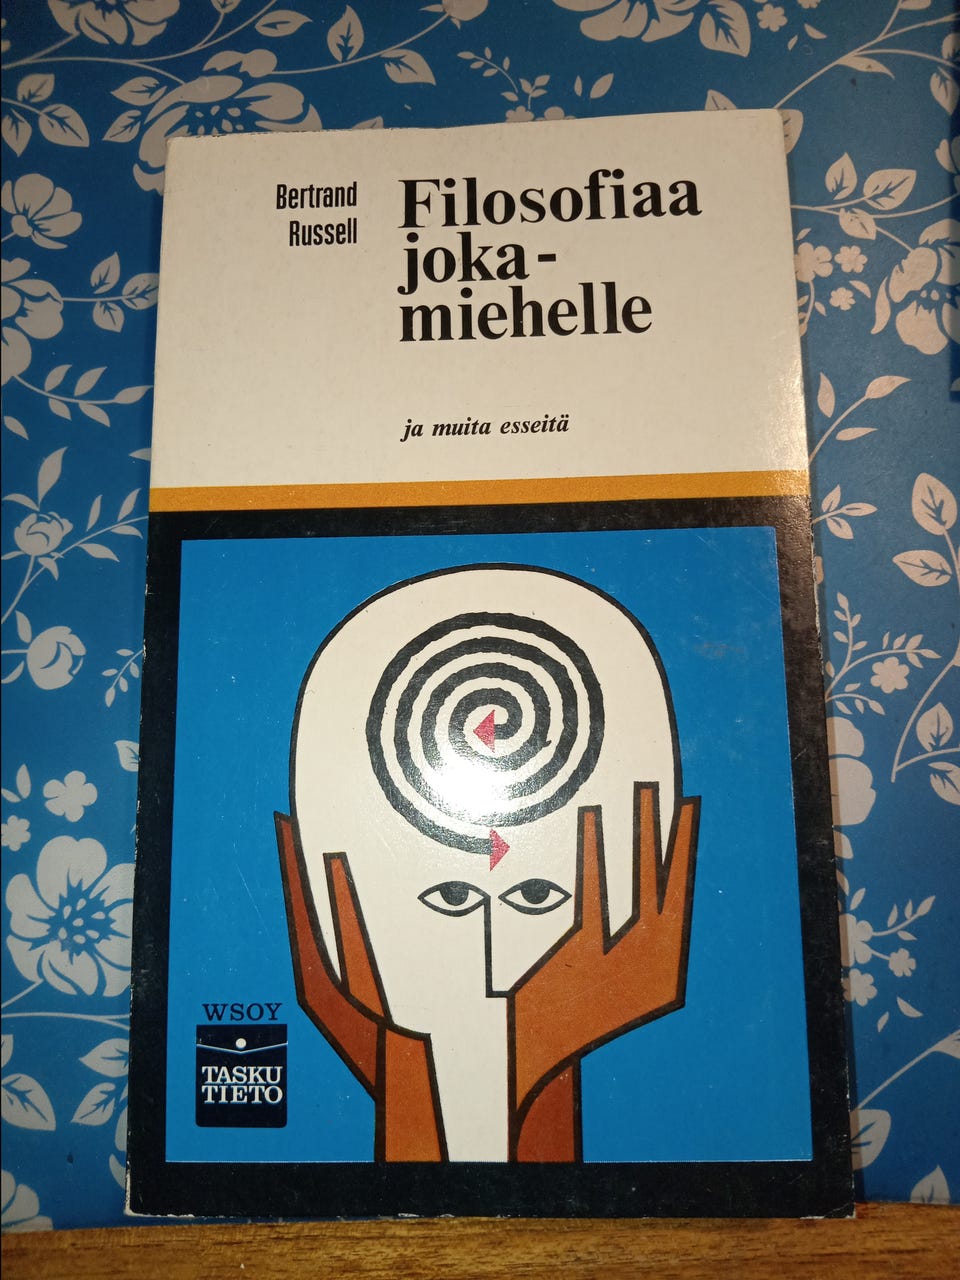 Bertrand
Russell
Filosofiaa
joka-
miehelle
ja muita esseitä
WSOY
TASKU
TIETO